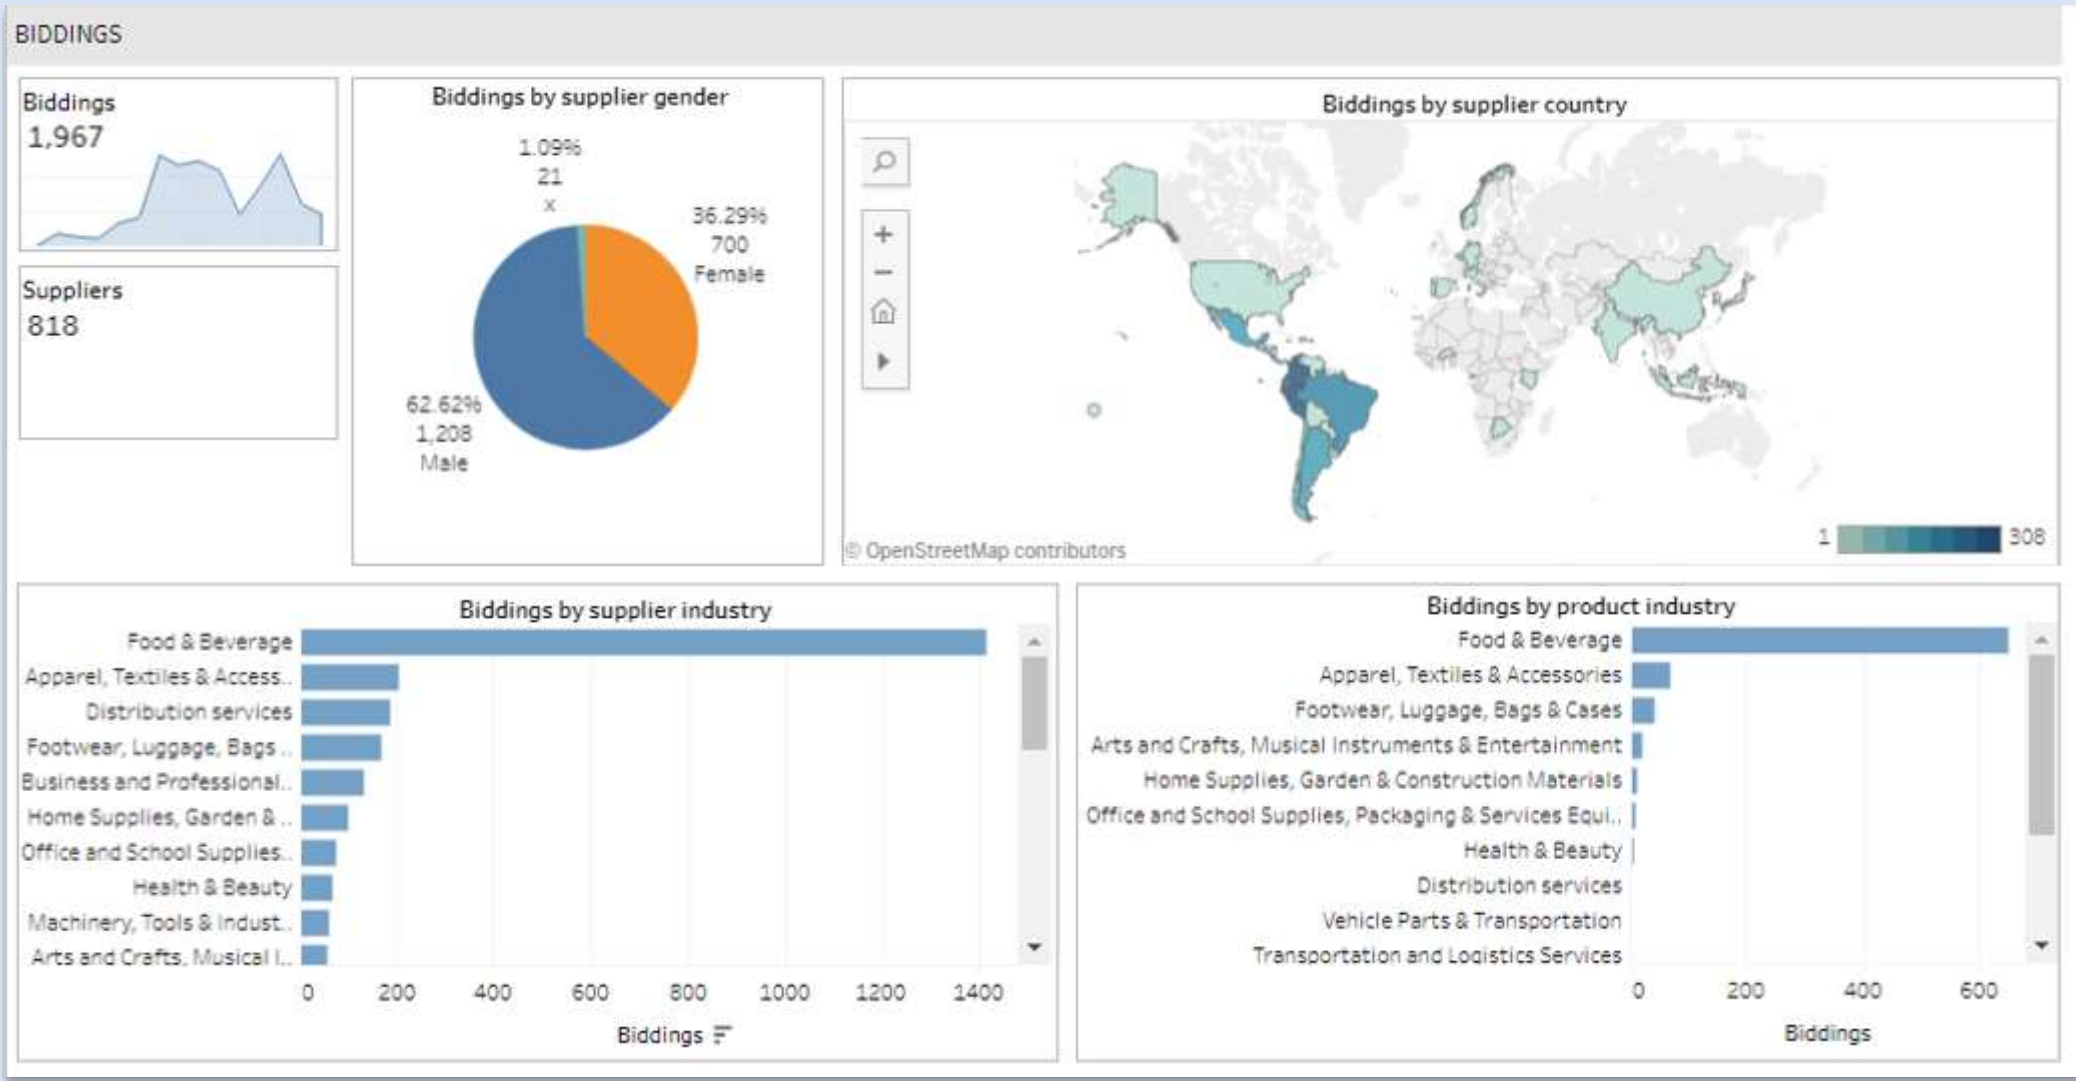 BIDDINGS
Biddings
1,967
Suppliers
818
Biddings by supplier gender
1.09%
21
x
36.29%
700
Female
62.62%
1,208
Male
Biddings by supplier country
© OpenStreetMap contributors
1
308
Biddings by supplier industry
Food & Beverage
Apparel, Textiles & Access..
Distribution services
Footwear, Luggage, Bags ..
Business and Professional..
Home Supplies, Garden & ..
Office and School Supplies..
Health & Beauty
Machinery, Tools & Indust..
Arts and Crafts, Musical I..
0 200 400 600 800 1000 1200 1400
Biddings
Biddings by product industry
Food & Beverage
Apparel, Textiles & Accessories
Footwear, Luggage, Bags & Cases
Arts and Crafts, Musical Instruments & Entertainment
Home Supplies, Garden & Construction Materials
Office and School Supplies, Packaging & Services Equi..
Health & Beauty
Distribution services
Vehicle Parts & Transportation
Transportation and Logistics Services
0 200 400 600
Biddings